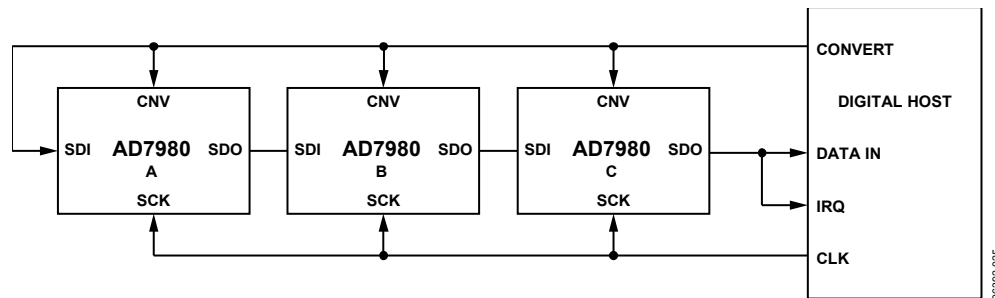 CONVERT
CNV CNV CNV
DIGITAL HOST
SDI AD7980 SDO SDI AD7980 SDO SDI AD7980 SDO DATA IN
A B C
SCK SCK SCK
IRQ
CLK